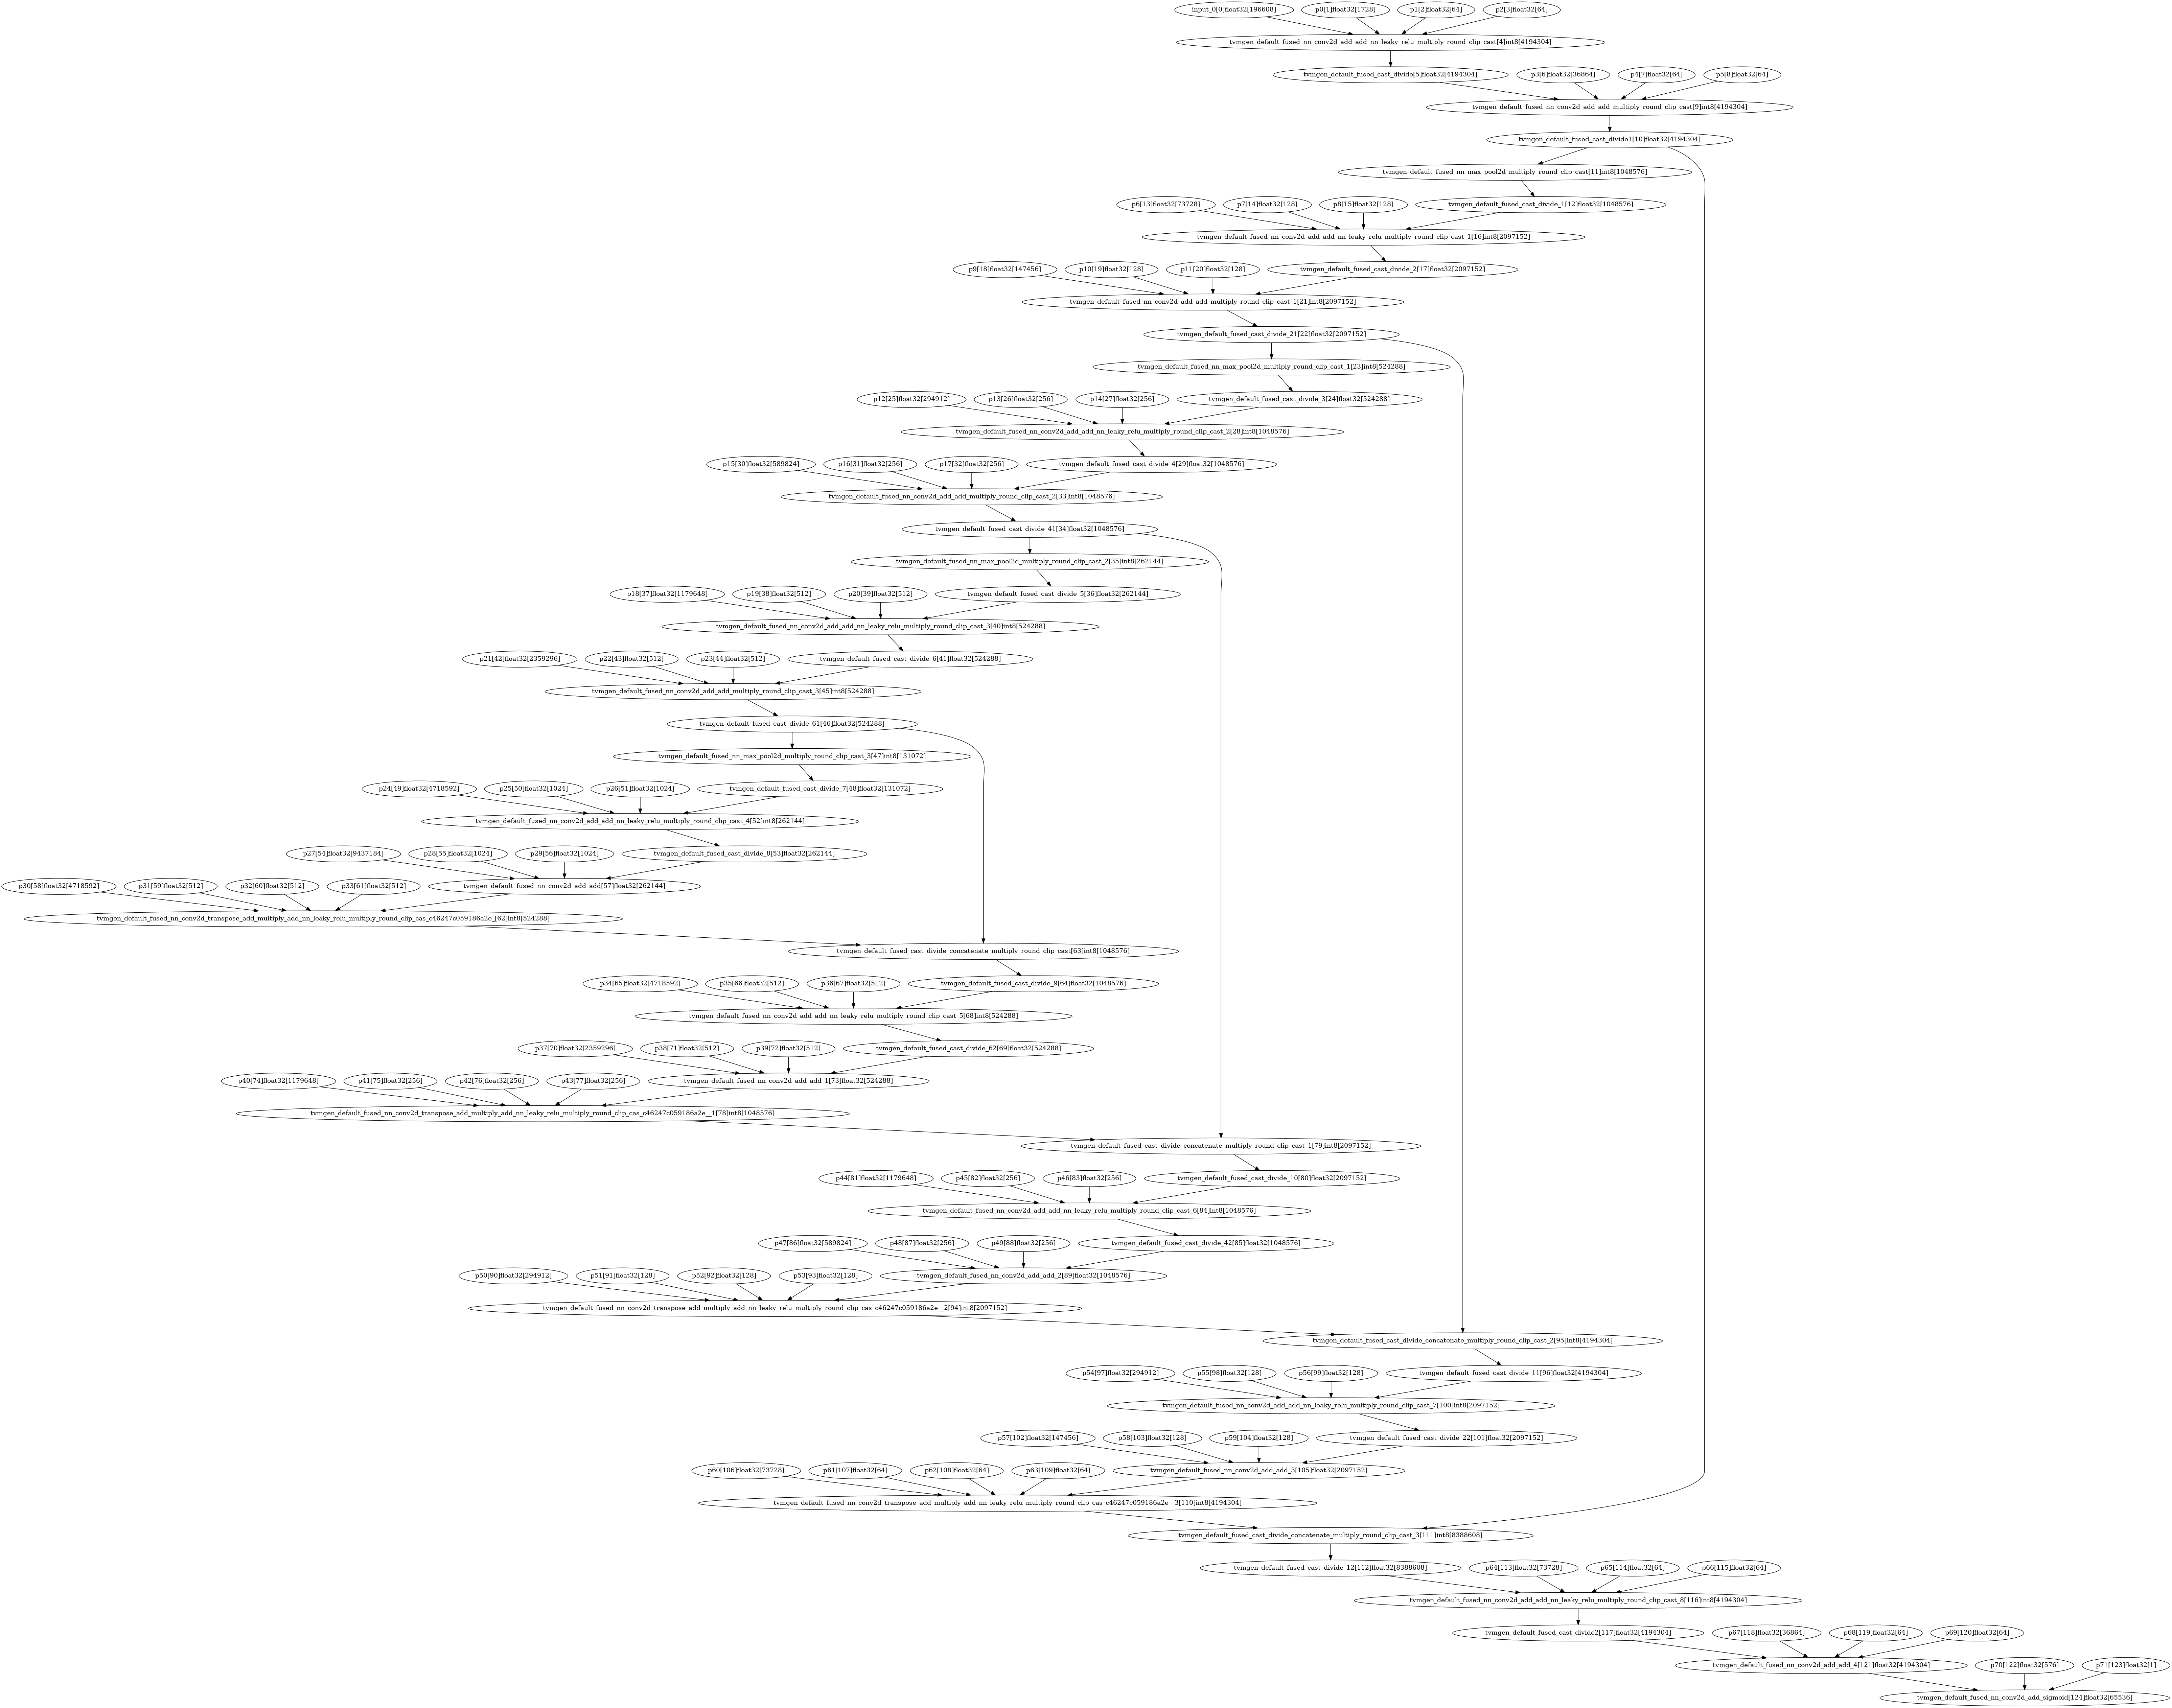 input_0[0]float32[196608]
p0[1]float32[1728]
p1[2]float32[64]
p2[3]float32[64]
tvmgen_default_fused_nn_conv2d_add_add_nn_leaky_relu_multiply_round_clip_cast[4]int8[4194304]
tvmgen_default_fused_cast_divide[5]float32[4194304]
p3[6]float32[36864]
p4[7]float32[64]
p5[8]float32[64]
tvmgen_default_fused_nn_conv2d_add_add_multiply_round_clip_cast[9]int8[4194304]
tvmgen_default_fused_cast_divide1[10]float32[4194304]
tvmgen_default_fused_nn_max_pool2d_multiply_round_clip_cast[11]int8[1048576]
p6[13]float32[73728]
p7[14]float32[128]
p8[15]float32[128]
tvmgen_default_fused_cast_divide_1[12]float32[1048576]
tvmgen_default_fused_nn_conv2d_add_add_nn_leaky_relu_multiply_round_clip_cast_1[16]int8[2097152]
p9[18]float32[147456]
p10[19]float32[128]
p11[20]float32[128]
tvmgen_default_fused_cast_divide_2[17]float32[2097152]
tvmgen_default_fused_nn_conv2d_add_add_multiply_round_clip_cast_1[21]int8[2097152]
tvmgen_default_fused_cast_divide_21[22]float32[2097152]
tvmgen_default_fused_nn_max_pool2d_multiply_round_clip_cast_1[23]int8[524288]
p12[25]float32[294912]
p13[26]float32[256]
p14[27]float32[256]
tvmgen_default_fused_cast_divide_3[24]float32[524288]
tvmgen_default_fused_nn_conv2d_add_add_nn_leaky_relu_multiply_round_clip_cast_2[28]int8[1048576]
p15[30]float32[589824]
p16[31]float32[256]
p17[32]float32[256]
tvmgen_default_fused_cast_divide_4[29]float32[1048576]
tvmgen_default_fused_nn_conv2d_add_add_multiply_round_clip_cast_2[33]int8[1048576]
tvmgen_default_fused_cast_divide_41[34]float32[1048576]
tvmgen_default_fused_nn_max_pool2d_multiply_round_clip_cast_2[35]int8[262144]
p18[37]float32[1179648]
p19[38]float32[512]
p20[39]float32[512]
tvmgen_default_fused_cast_divide_5[36]float32[262144]
tvmgen_default_fused_nn_conv2d_add_add_nn_leaky_relu_multiply_round_clip_cast_3[40]int8[524288]
p21[42]float32[2359296]
p22[43]float32[512]
p23[44]float32[512]
tvmgen_default_fused_cast_divide_6[41]float32[524288]
tvmgen_default_fused_nn_conv2d_add_add_multiply_round_clip_cast_3[45]int8[524288]
tvmgen_default_fused_cast_divide_61[46]float32[524288]
tvmgen_default_fused_nn_max_pool2d_multiply_round_clip_cast_3[47]int8[131072]
p24[49]float32[4718592]
p25[50]float32[1024]
p26[51]float32[1024]
tvmgen_default_fused_cast_divide_7[48]float32[131072]
tvmgen_default_fused_nn_conv2d_add_add_nn_leaky_relu_multiply_round_clip_cast_4[52]int8[262144]
p27[54]float32[9437184]
p28[55]float32[1024]
p29[56]float32[1024]
tvmgen_default_fused_cast_divide_8[53]float32[262144]
p30[58]float32[4718592]
p31[59]float32[512]
p32[60]float32[512]
p33[61]float32[512]
tvmgen_default_fused_nn_conv2d_add_add[57]float32[262144]
tvmgen_default_fused_nn_conv2d_transpose_add_multiply_add_nn_leaky_relu_multiply_round_clip_cas_c46247c059186a2e_[62]int8[524288]
tvmgen_default_fused_cast_divide_concatenate_multiply_round_clip_cast[63]int8[1048576]
p34[65]float32[4718592]
p35[66]float32[512]
p36[67]float32[512]
tvmgen_default_fused_cast_divide_9[64]float32[1048576]
tvmgen_default_fused_nn_conv2d_add_add_nn_leaky_relu_multiply_round_clip_cast_5[68]int8[524288]
p37[70]float32[2359296]
p38[71]float32[512]
p39[72]float32[512]
tvmgen_default_fused_cast_divide_62[69]float32[524288]
p40[74]float32[1179648]
p41[75]float32[256]
p42[76]float32[256]
p43[77]float32[256]
tvmgen_default_fused_nn_conv2d_add_add_1[73]float32[524288]
tvmgen_default_fused_nn_conv2d_transpose_add_multiply_add_nn_leaky_relu_multiply_round_clip_cas_c46247c059186a2e__1[78]int8[1048576]
tvmgen_default_fused_cast_divide_concatenate_multiply_round_clip_cast_1[79]int8[2097152]
p44[81]float32[1179648]
p45[82]float32[256]
p46[83]float32[256]
tvmgen_default_fused_cast_divide_10[80]float32[2097152]
tvmgen_default_fused_nn_conv2d_add_add_nn_leaky_relu_multiply_round_clip_cast_6[84]int8[1048576]
p47[86]float32[589824]
p48[87]float32[256]
p49[88]float32[256]
tvmgen_default_fused_cast_divide_42[85]float32[1048576]
p50[90]float32[294912]
p51[91]float32[128]
p52[92]float32[128]
p53[93]float32[128]
tvmgen_default_fused_nn_conv2d_add_add_2[89]float32[1048576]
tvmgen_default_fused_nn_conv2d_transpose_add_multiply_add_nn_leaky_relu_multiply_round_clip_cas_c46247c059186a2e__2[94]int8[2097152]
tvmgen_default_fused_cast_divide_concatenate_multiply_round_clip_cast_2[95]int8[4194304]
p54[97]float32[294912]
p55[98]float32[128]
p56[99]float32[128]
tvmgen_default_fused_cast_divide_11[96]float32[4194304]
tvmgen_default_fused_nn_conv2d_add_add_nn_leaky_relu_multiply_round_clip_cast_7[100]int8[2097152]
p57[102]float32[147456]
p58[103]float32[128]
p59[104]float32[128]
tvmgen_default_fused_cast_divide_22[101]float32[2097152]
p60[106]float32[73728]
p61[107]float32[64]
p62[108]float32[64]
p63[109]float32[64]
tvmgen_default_fused_nn_conv2d_add_add_3[105]float32[2097152]
tvmgen_default_fused_nn_conv2d_transpose_add_multiply_add_nn_leaky_relu_multiply_round_clip_cas_c46247c059186a2e__3[110]int8[4194304]
tvmgen_default_fused_cast_divide_concatenate_multiply_round_clip_cast_3[111]int8[8388608]
tvmgen_default_fused_cast_divide_12[112]float32[8388608]
p64[113]float32[73728]
p65[114]float32[64]
p66[115]float32[64]
tvmgen_default_fused_nn_conv2d_add_add_nn_leaky_relu_multiply_round_clip_cast_8[116]int8[4194304]
tvmgen_default_fused_cast_divide2[117]float32[4194304]
p67[118]float32[36864]
p68[119]float32[64]
p69[120]float32[64]
tvmgen_default_fused_nn_conv2d_add_add_4[121]float32[4194304]
p70[122]float32[576]
p71[123]float32[1]
tvmgen_default_fused_nn_conv2d_add_sigmoid[124]float32[65536]